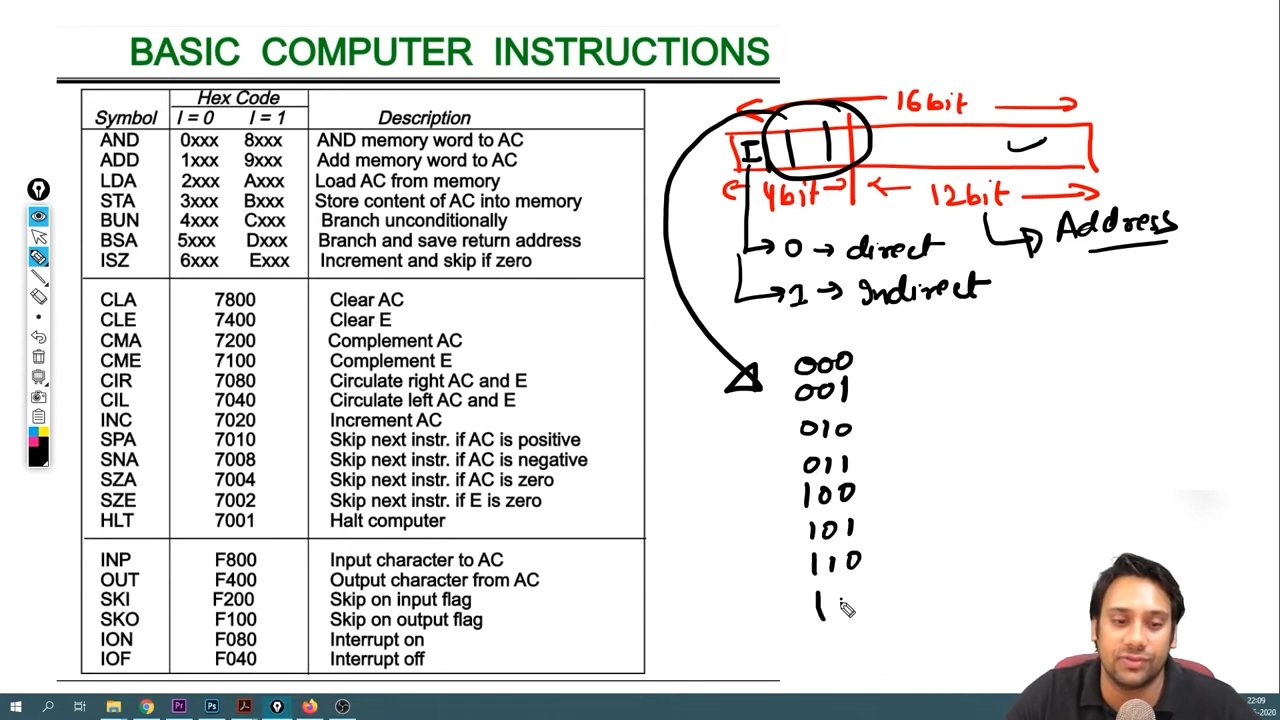 BASIC COMPUTER INSTRUCTIONS
Hex Code
Symbol I = 0 I = 1 Description
AND 0xxx 8xxx AND memory word to AC
ADD 1xxx 9xxx Add memory word to AC
LDA 2xxx Axxx Load AC from memory
STA 3xxx Bxxx Store content of AC into memory
BUN 4xxx Cxxx Branch unconditionally
BSA 5xxx Dxxx Branch and save return address
ISZ 6xxx Exxx Increment and skip if zero
CLA 7800 Clear AC
CLE 7400 Clear E
CMA 7200 Complement AC
CME 7100 Complement E
CIR 7080 Circulate right AC and E
CIL 7040 Circulate left AC and E
INC 7020 Increment AC
SPA 7010 Skip next instr. if AC is positive
SNA 7008 Skip next instr. if AC is negative
SZA 7004 Skip next instr. if AC is zero
SZE 7002 Skip next instr. if E is zero
HLT 7001 Halt computer
INP F800 Input character to AC
OUT F400 Output character from AC
SKI F200 Skip on input flag
SKO F100 Skip on output flag
ION F080 Interrupt on
IOF F040 Interrupt off
16bit
I
4bit 12bit
Address
0 → direct
1 → Indirect
000
001
010
011
100
101
110
1
Pr Ps
22:09